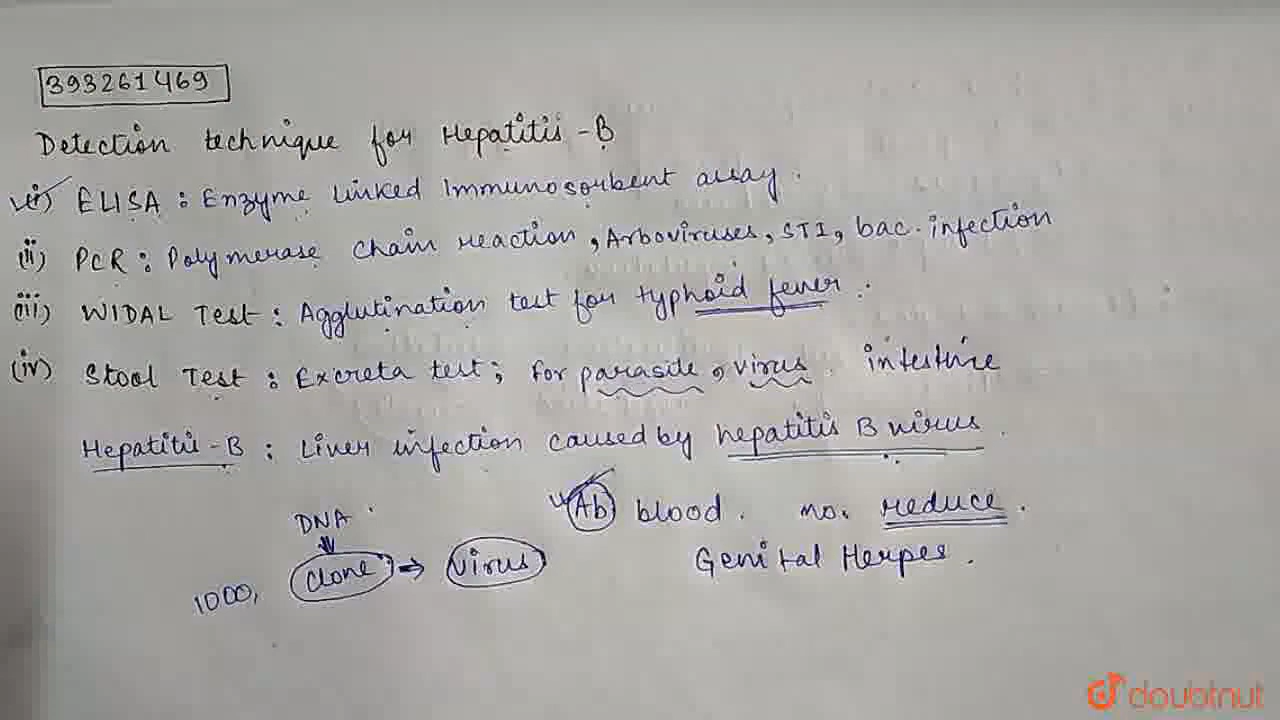 393261469
Detection technique for Hepatitis-B
(i) ELISA : Enzyme linked Immunosorbent assay.
(ii) PCR : Polymerase chain reaction, Arboviruses, STI, bac. infection
(iii) WIDAL Test : Agglutination test for typhoid fever.
(iv) Stool Test : Excreta test; for parasite, virus. intestine
Hepatitis-B : Liver infection caused by hepatitis B virus.
Ab blood. no. reduce.
DNA
1000, clone → virus
Genital Herpes.
doubtnut